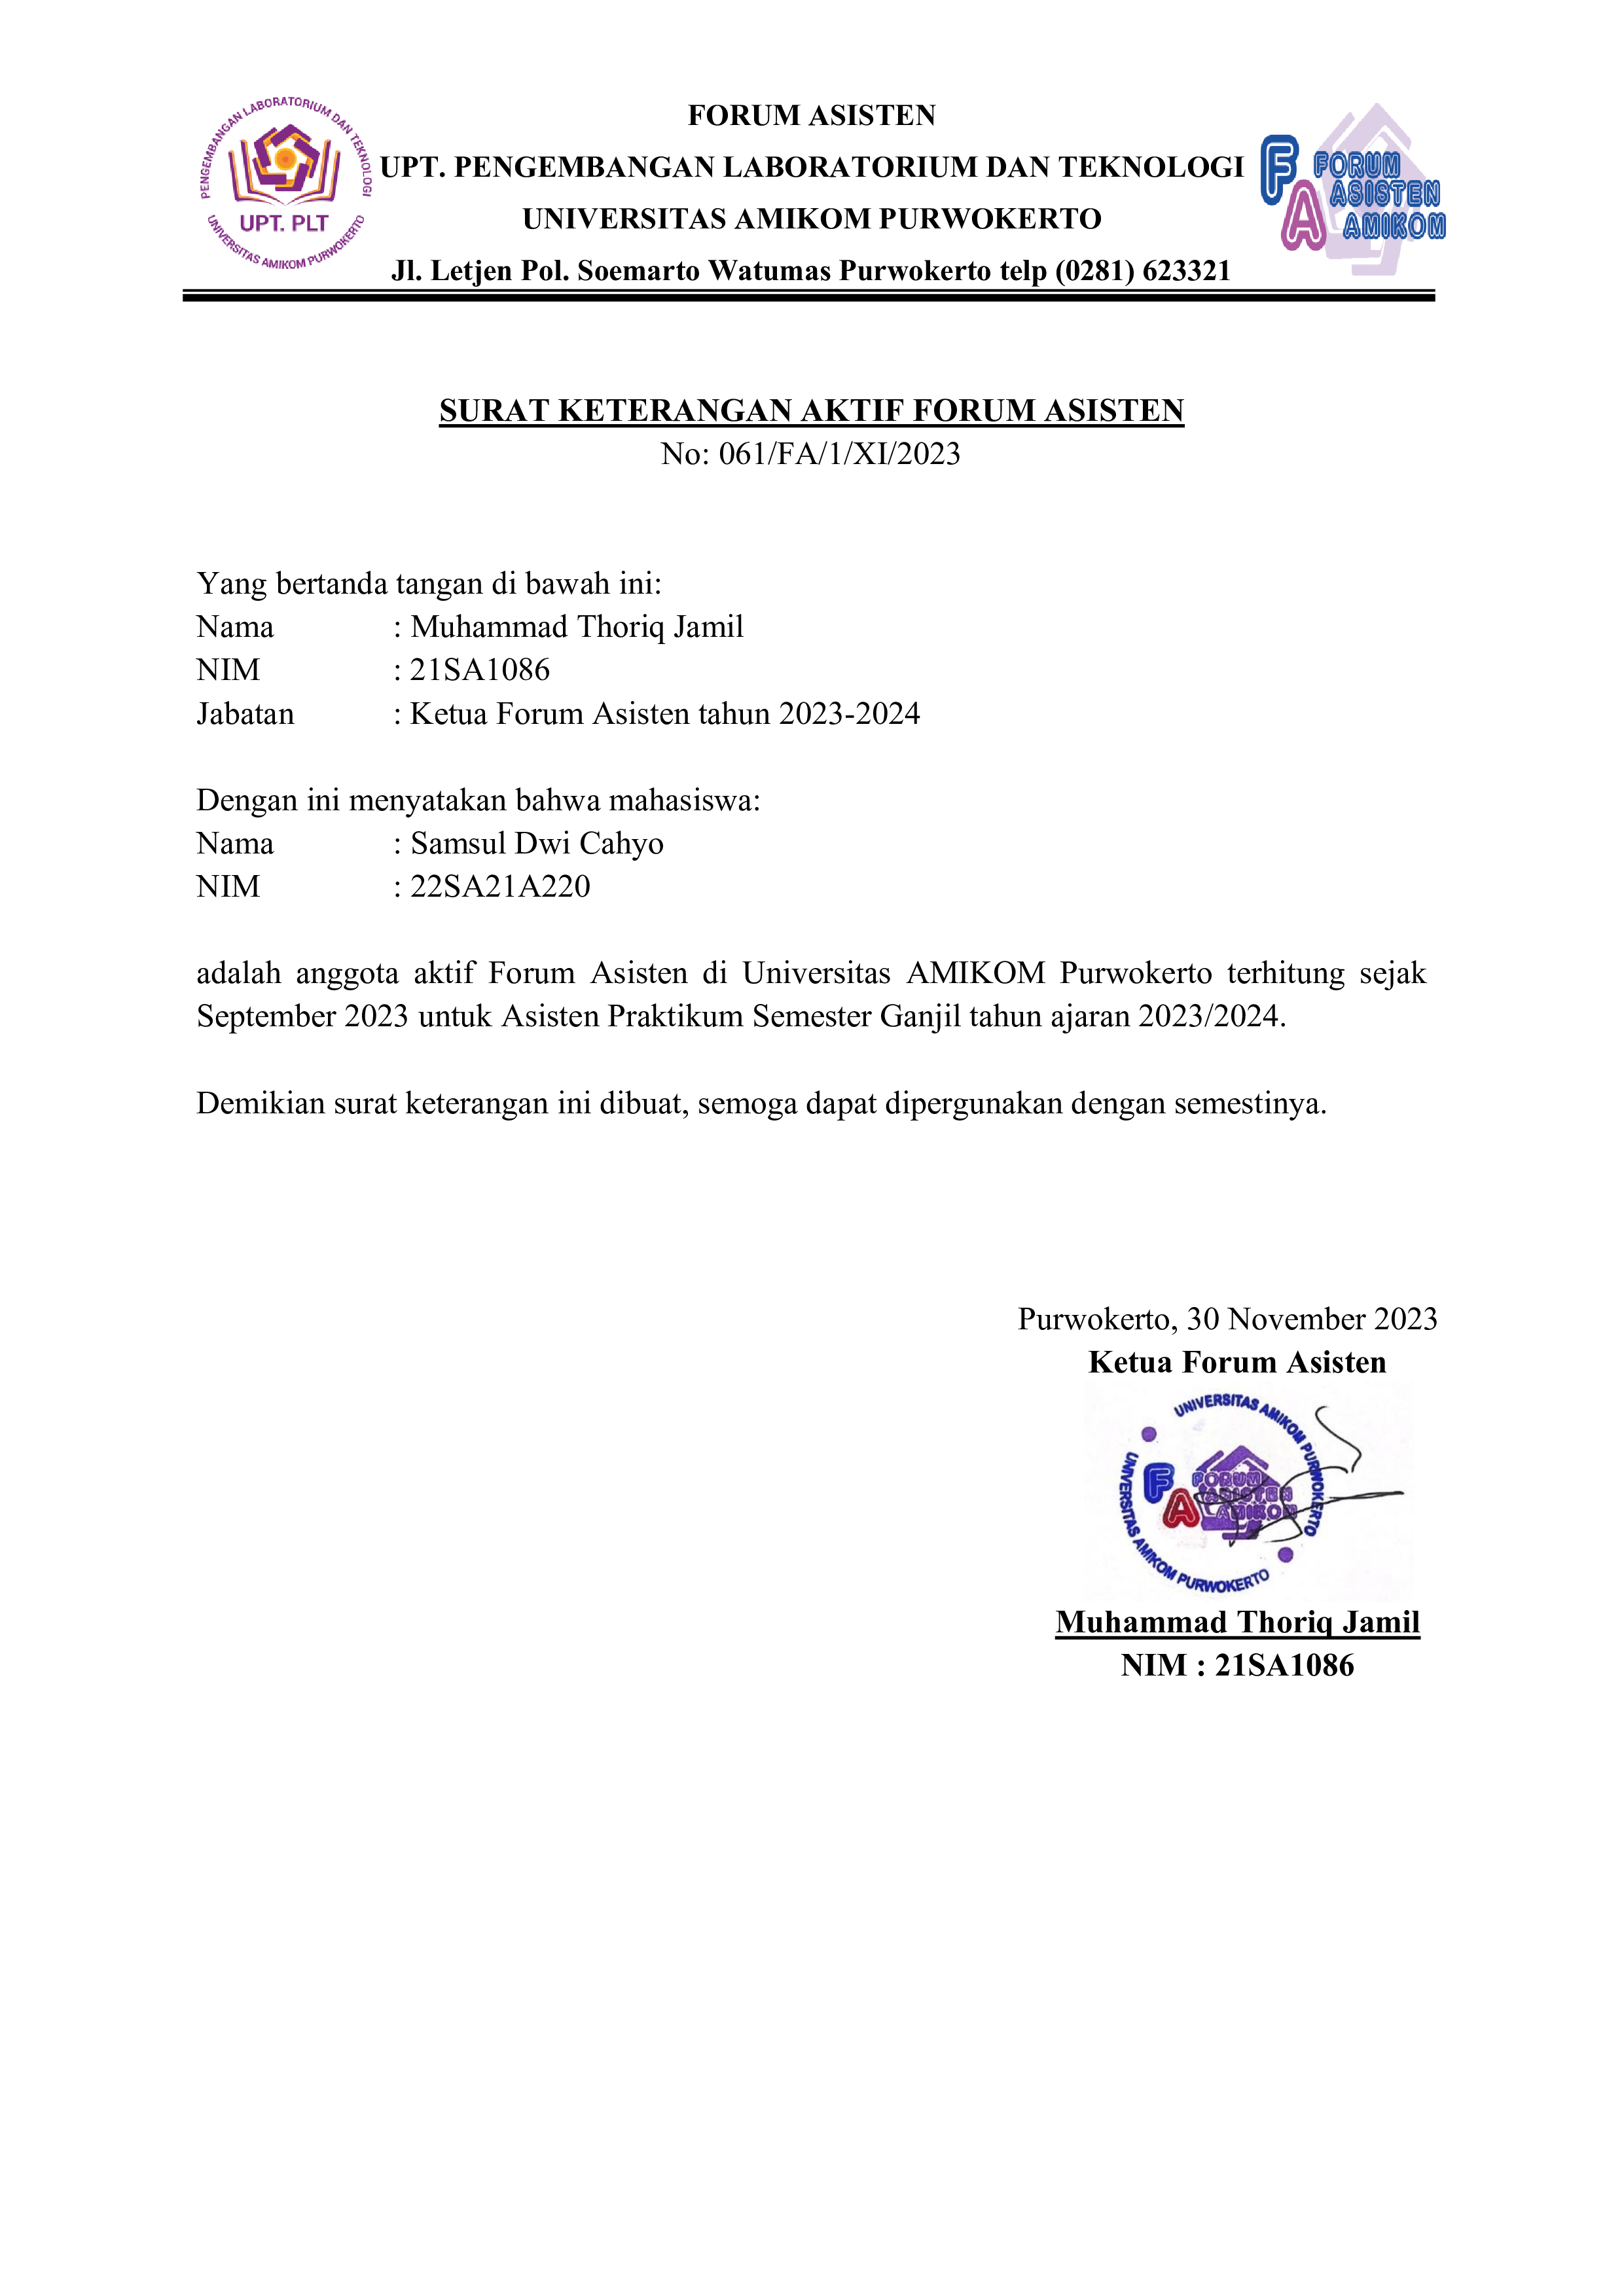 PENGEMBANGAN LABORATORIUM DAN TEKNOLOGI
UPT. PLT
UNIVERSITAS AMIKOM PURWOKERTO
FORUM ASISTEN
UPT. PENGEMBANGAN LABORATORIUM DAN TEKNOLOGI
UNIVERSITAS AMIKOM PURWOKERTO
Jl. Letjen Pol. Soemarto Watumas Purwokerto telp (0281) 623321
FA FORUM
ASISTEN
AMIKOM
SURAT KETERANGAN AKTIF FORUM ASISTEN
No: 061/FA/1/XI/2023
Yang bertanda tangan di bawah ini:
Nama : Muhammad Thoriq Jamil
NIM : 21SA1086
Jabatan : Ketua Forum Asisten tahun 2023-2024
Dengan ini menyatakan bahwa mahasiswa:
Nama : Samsul Dwi Cahyo
NIM : 22SA21A220
adalah anggota aktif Forum Asisten di Universitas AMIKOM Purwokerto terhitung sejak
September 2023 untuk Asisten Praktikum Semester Ganjil tahun ajaran 2023/2024.
Demikian surat keterangan ini dibuat, semoga dapat dipergunakan dengan semestinya.
Purwokerto, 30 November 2023
Ketua Forum Asisten
UNIVERSITAS AMIKOM PURWOKERTO
FA FORUM
ASISTEN
AMIKOM
UNIVERSITAS AMIKOM PURWOKERTO
Muhammad Thoriq Jamil
NIM : 21SA1086